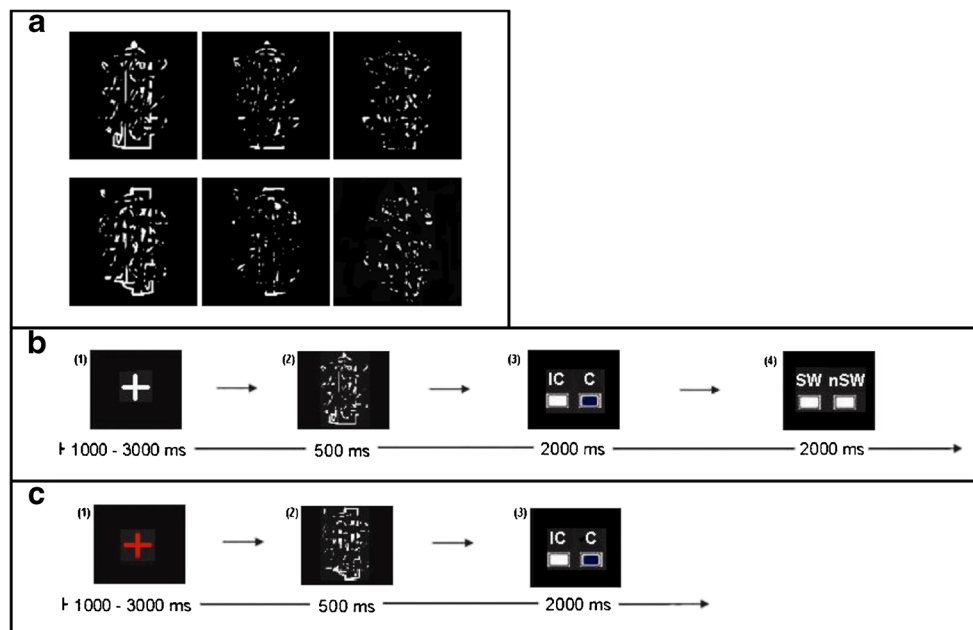 a
b
(1) (2) (3) (4)
IC C
SW nSW
1000 - 3000 ms 500 ms 2000 ms 2000 ms
c
(1) (2) (3)
IC C
1000 - 3000 ms 500 ms 2000 ms